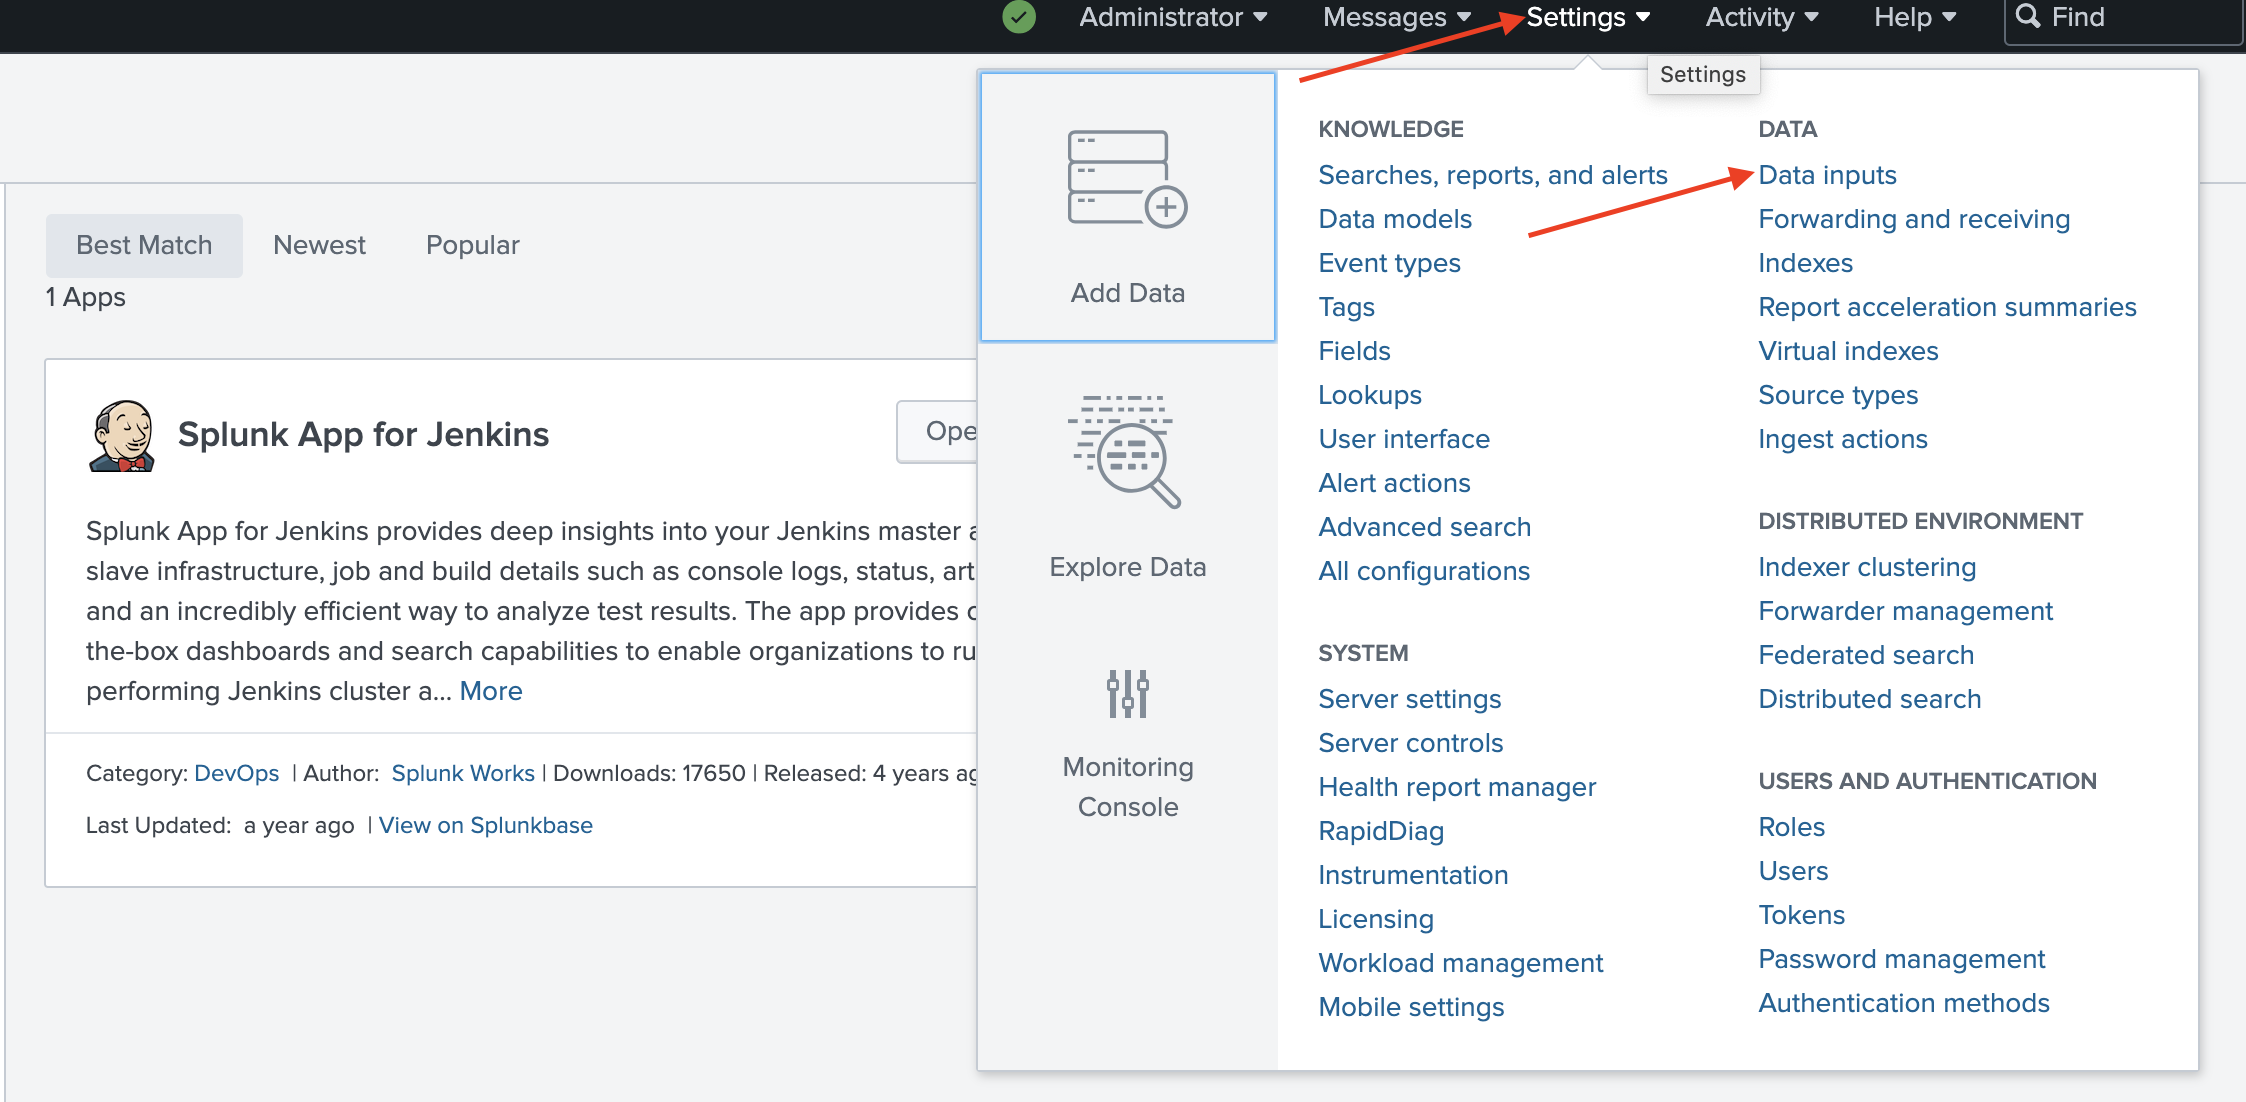 Administrator
Messages
Settings
Activity
Help
Find
Settings
Best Match
Newest
Popular
1 Apps
Splunk App for Jenkins
Ope
Splunk App for Jenkins provides deep insights into your Jenkins master a
slave infrastructure, job and build details such as console logs, status, art
and an incredibly efficient way to analyze test results. The app provides o
the-box dashboards and search capabilities to enable organizations to ru
performing Jenkins cluster a... More
Category: DevOps | Author: Splunk Works | Downloads: 17650 | Released: 4 years ag
Last Updated: a year ago | View on Splunkbase
Add Data
Explore Data
Monitoring
Console
KNOWLEDGE
Searches, reports, and alerts
Data models
Event types
Tags
Fields
Lookups
User interface
Alert actions
Advanced search
All configurations
SYSTEM
Server settings
Server controls
Health report manager
RapidDiag
Instrumentation
Licensing
Workload management
Mobile settings
DATA
Data inputs
Forwarding and receiving
Indexes
Report acceleration summaries
Virtual indexes
Source types
Ingest actions
DISTRIBUTED ENVIRONMENT
Indexer clustering
Forwarder management
Federated search
Distributed search
USERS AND AUTHENTICATION
Roles
Users
Tokens
Password management
Authentication methods